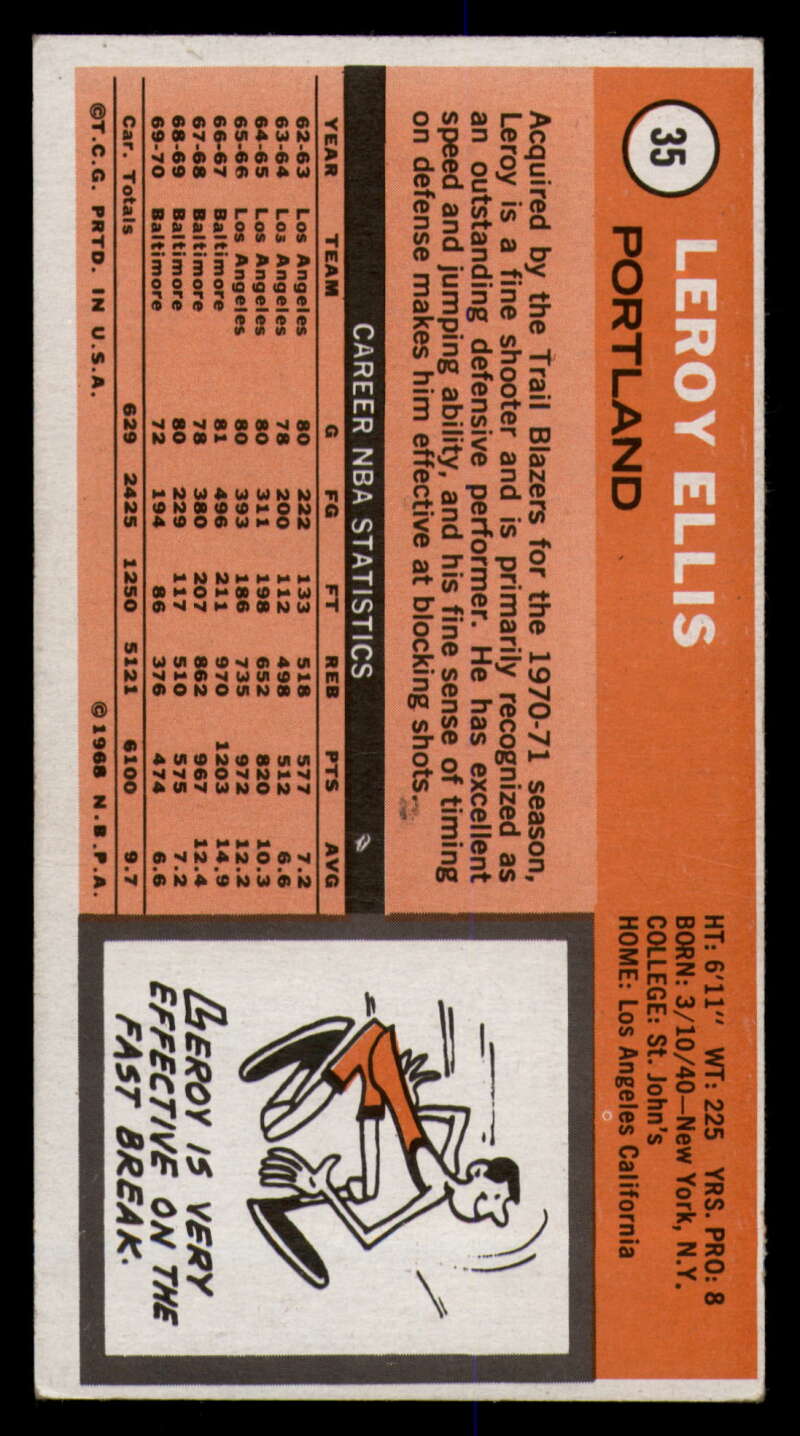 35
LEROY ELLIS
PORTLAND
HT: 6'11" WT: 225 YRS. PRO: 8
BORN: 3/10/40—New York, N.Y.
COLLEGE: St. John's
HOME: Los Angeles California
Acquired by the Trail Blazers for the 1970-71 season,
Leroy is a fine shooter and is primarily recognized as
an outstanding defensive performer. He has excellent
speed and jumping ability, and his fine sense of timing
on defense makes him effective at blocking shots.
CAREER NBA STATISTICS
YEAR TEAM G FG FT REB PTS AVG
62-63 Los Angeles 80 222 133 518 577 7.2
63-64 Los Angeles 78 200 112 498 512 6.6
64-65 Los Angeles 80 311 198 652 820 10.3
65-66 Los Angeles 80 393 186 735 972 12.2
66-67 Baltimore 81 496 211 970 1203 14.9
67-68 Baltimore 78 380 207 862 967 12.4
68-69 Baltimore 80 229 117 510 575 7.2
69-70 Baltimore 72 194 86 376 474 6.6
Car. Totals 629 2425 1250 5121 6100 9.7
©T.C.G. PRTD. IN U.S.A. ©1968 N.B.P.A.
LEROY IS VERY
EFFECTIVE ON THE
FAST BREAK.